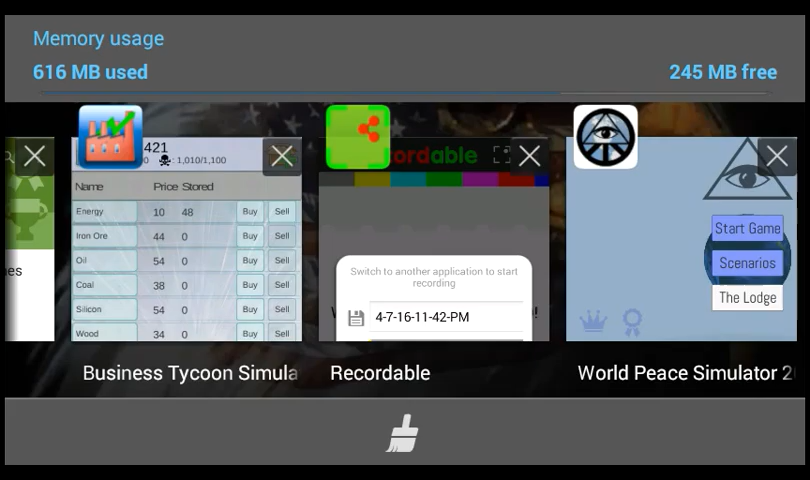 Memory usage
616 MB used
245 MB free
421
0 : 1,010/1,100
Name Price Stored
Energy 10 48 Buy Sell
Iron Ore 44 0 Buy Sell
Oil 54 0 Buy Sell
Coal 38 0 Buy Sell
Silicon 54 0 Buy Sell
Wood 34 0 Buy Sell
Business Tycoon Simula
cordable
Switch to another application to start
recording
4-7-16-11-42-PM
Recordable
Start Game
Scenarios
The Lodge
World Peace Simulator 2